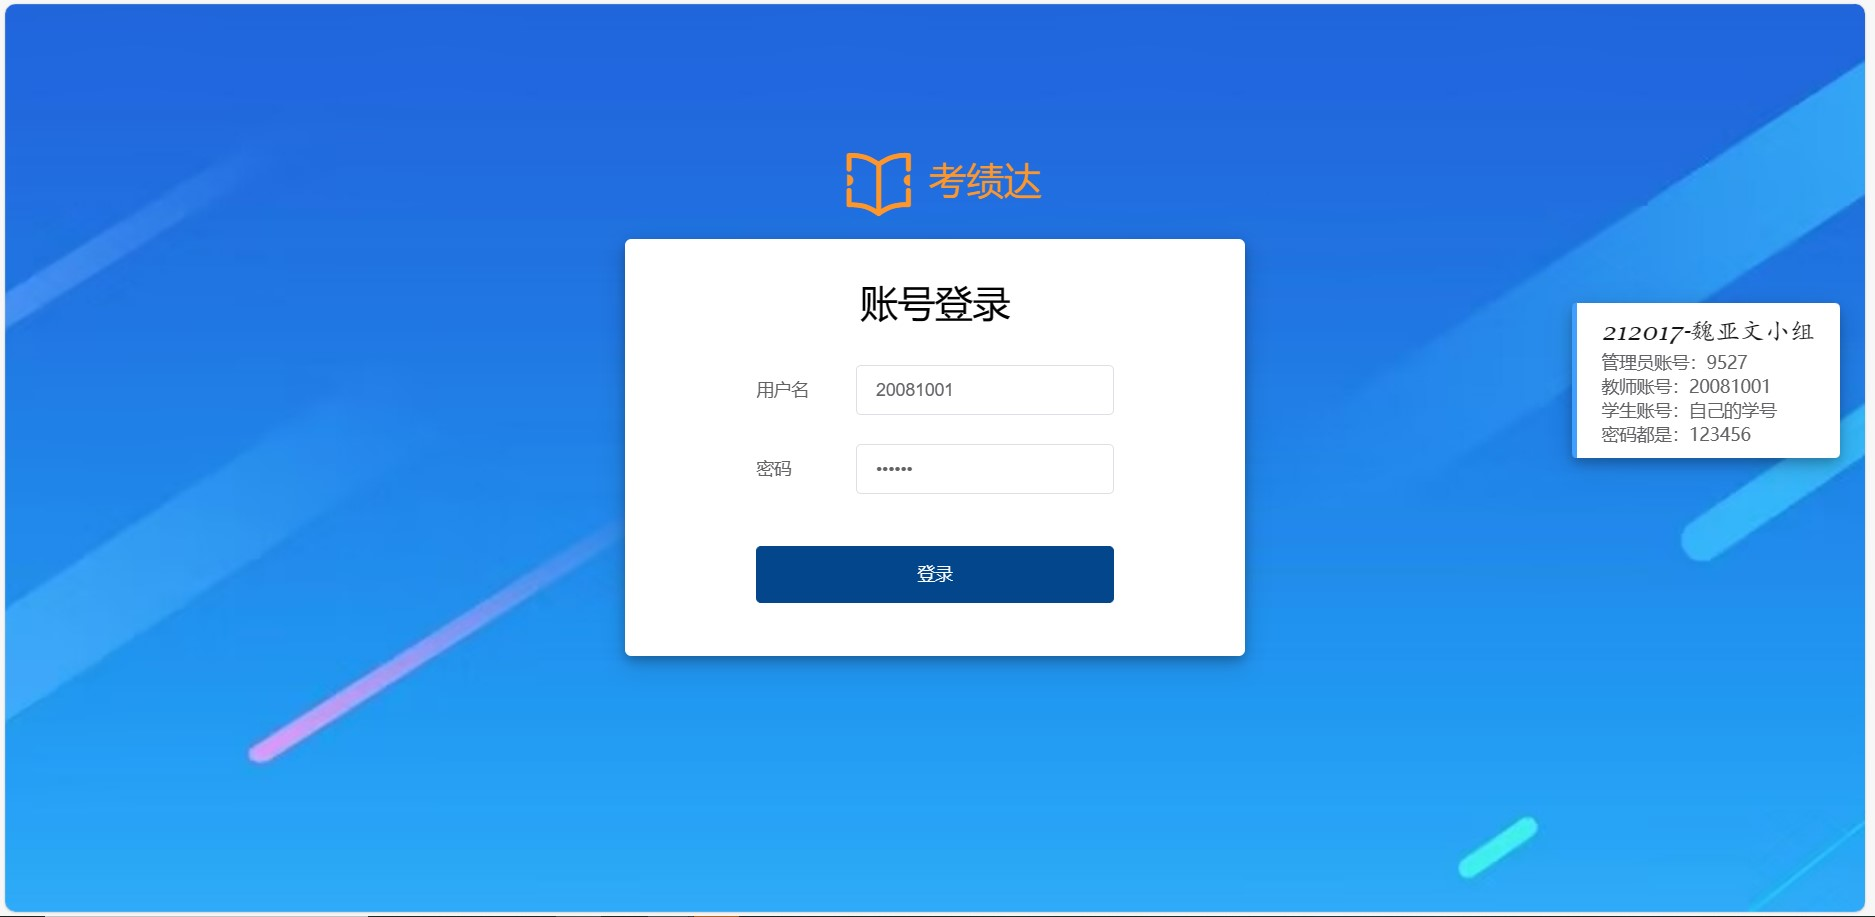 考绩达
账号登录
用户名 20081001
密码 ••••••
登录
212017-魏亚文小组
管理员账号：9527
教师账号：20081001
学生账号：自己的学号
密码都是：123456